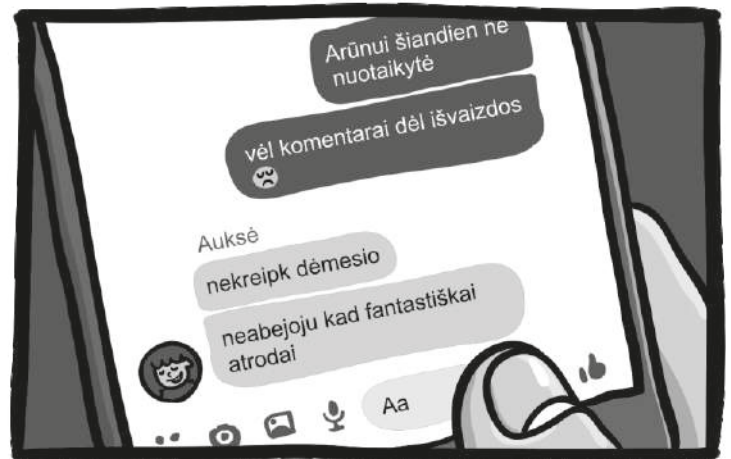 Arūnui šiandien ne
nuotaikytė
vėl komentarai dėl išvaizdos
😔
Auksė
nekreipk dėmesio
neabejoju kad fantastiškai
atrodai
Aa